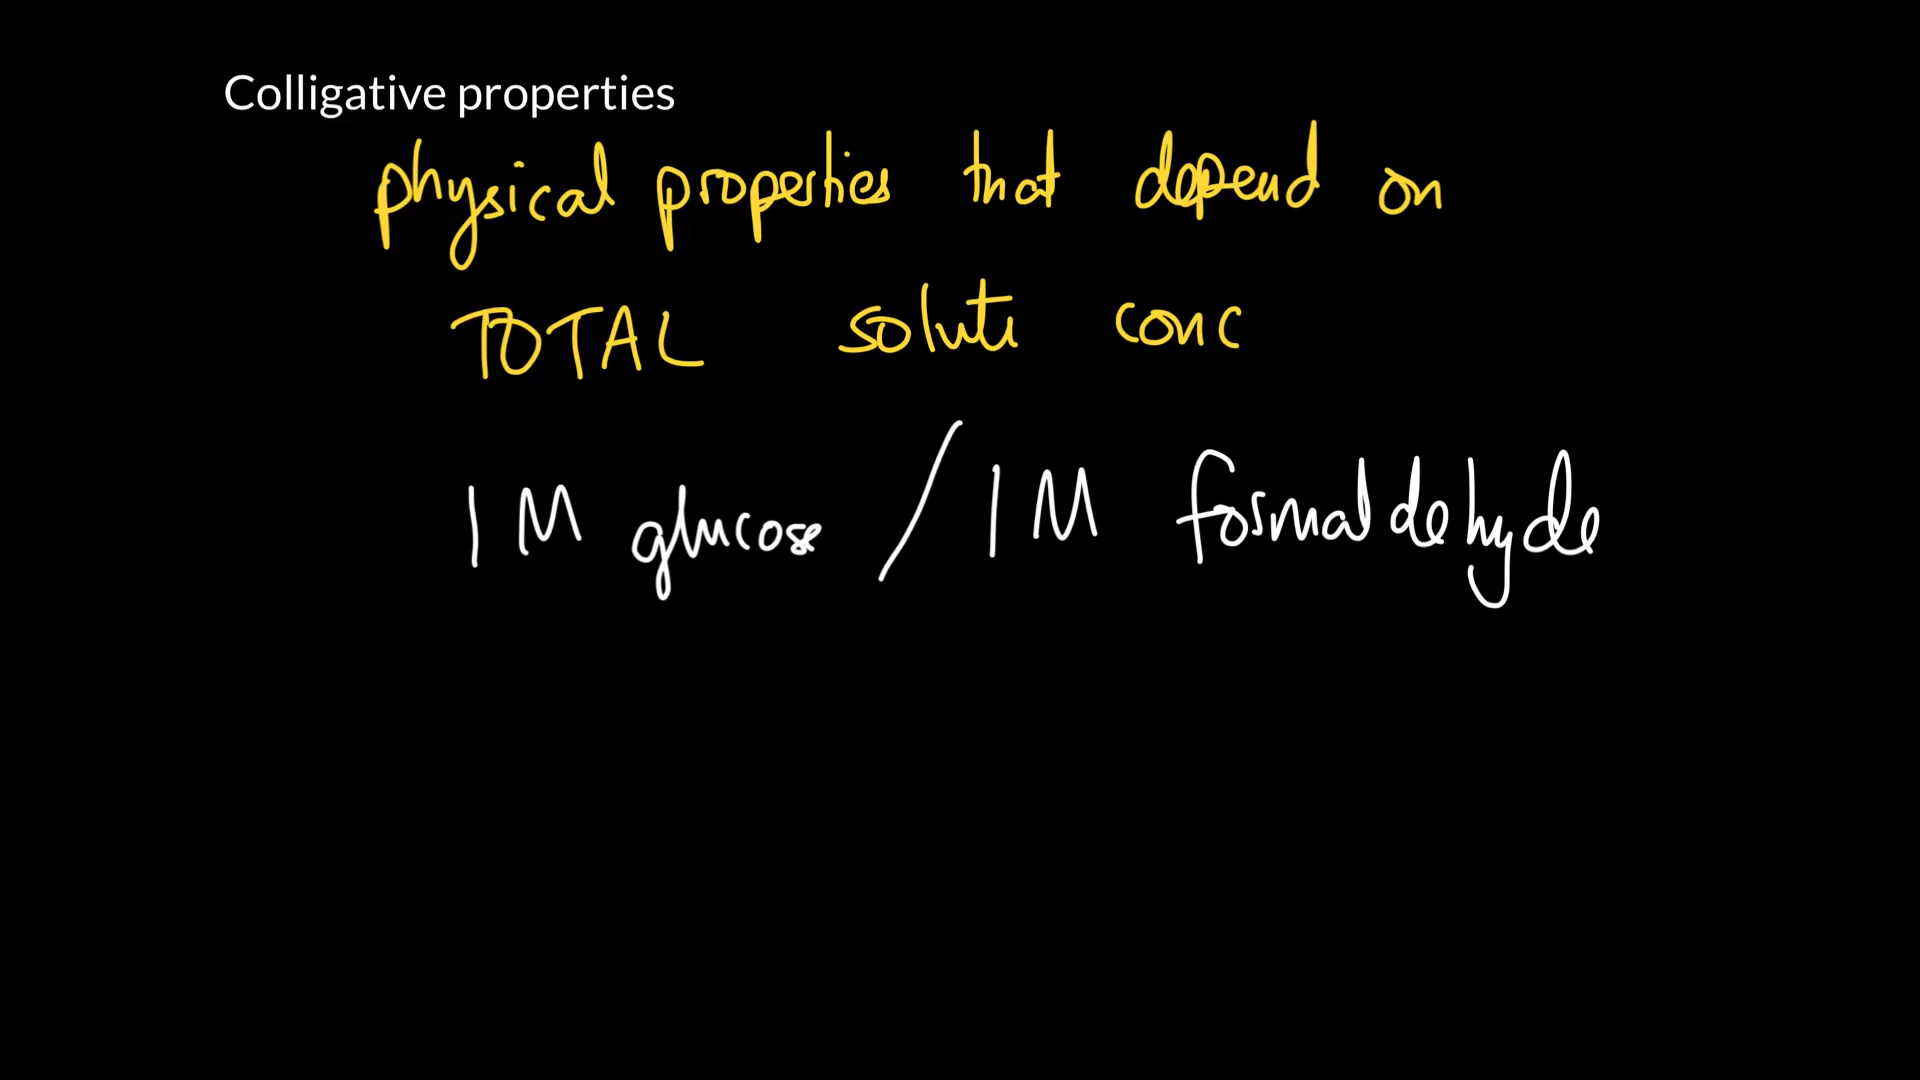 Colligative properties
physical properties that depend on
TOTAL solute conc
1 M glucose / 1 M formaldehyde